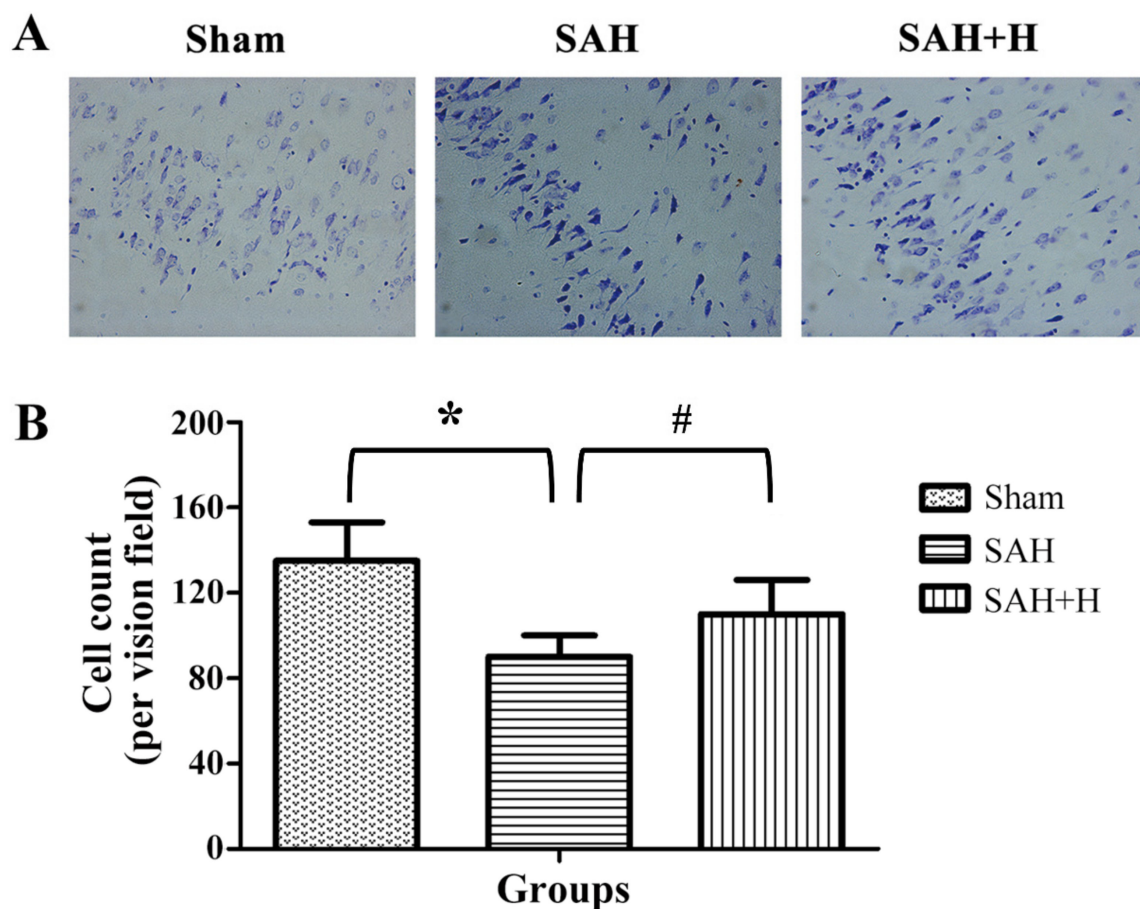 A
Sham
SAH
SAH+H
B
200
160
120
80
40
0
Cell count
(per vision field)
*
#
Groups
Sham
SAH
SAH+H